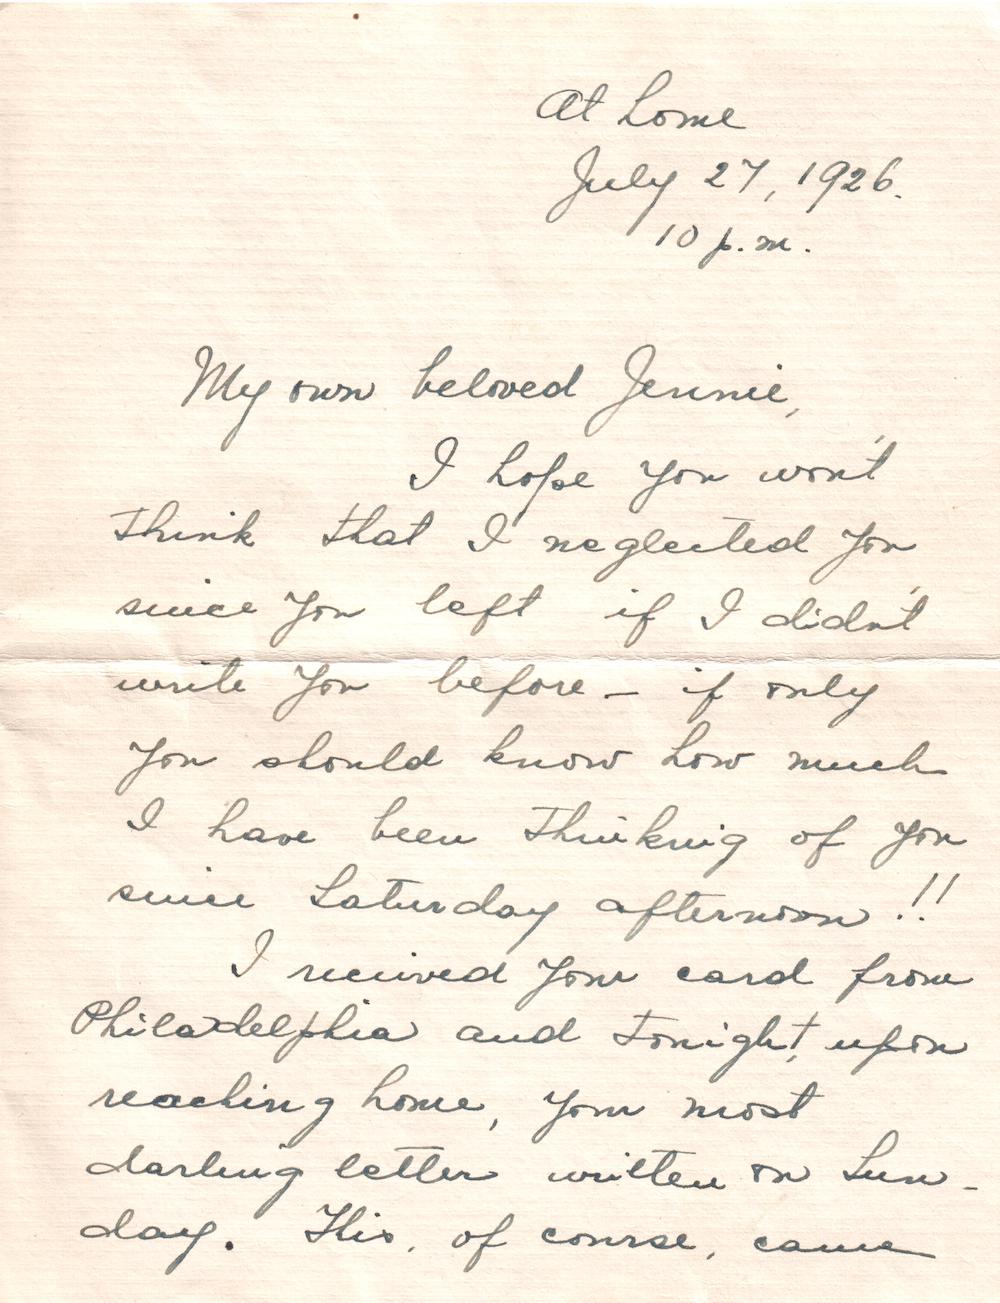 At home
July 27, 1926.
10 p.m.
My own beloved Jennie,
I hope you won't
think that I neglected you
since you left if I didn't
write you before — if only
you should know how much
I have been thinking of you
since Saturday afternoon!!
I received your card from
Philadelphia and tonight, upon
reaching home, your most
darling letter written on Sun-
day. This, of course, came